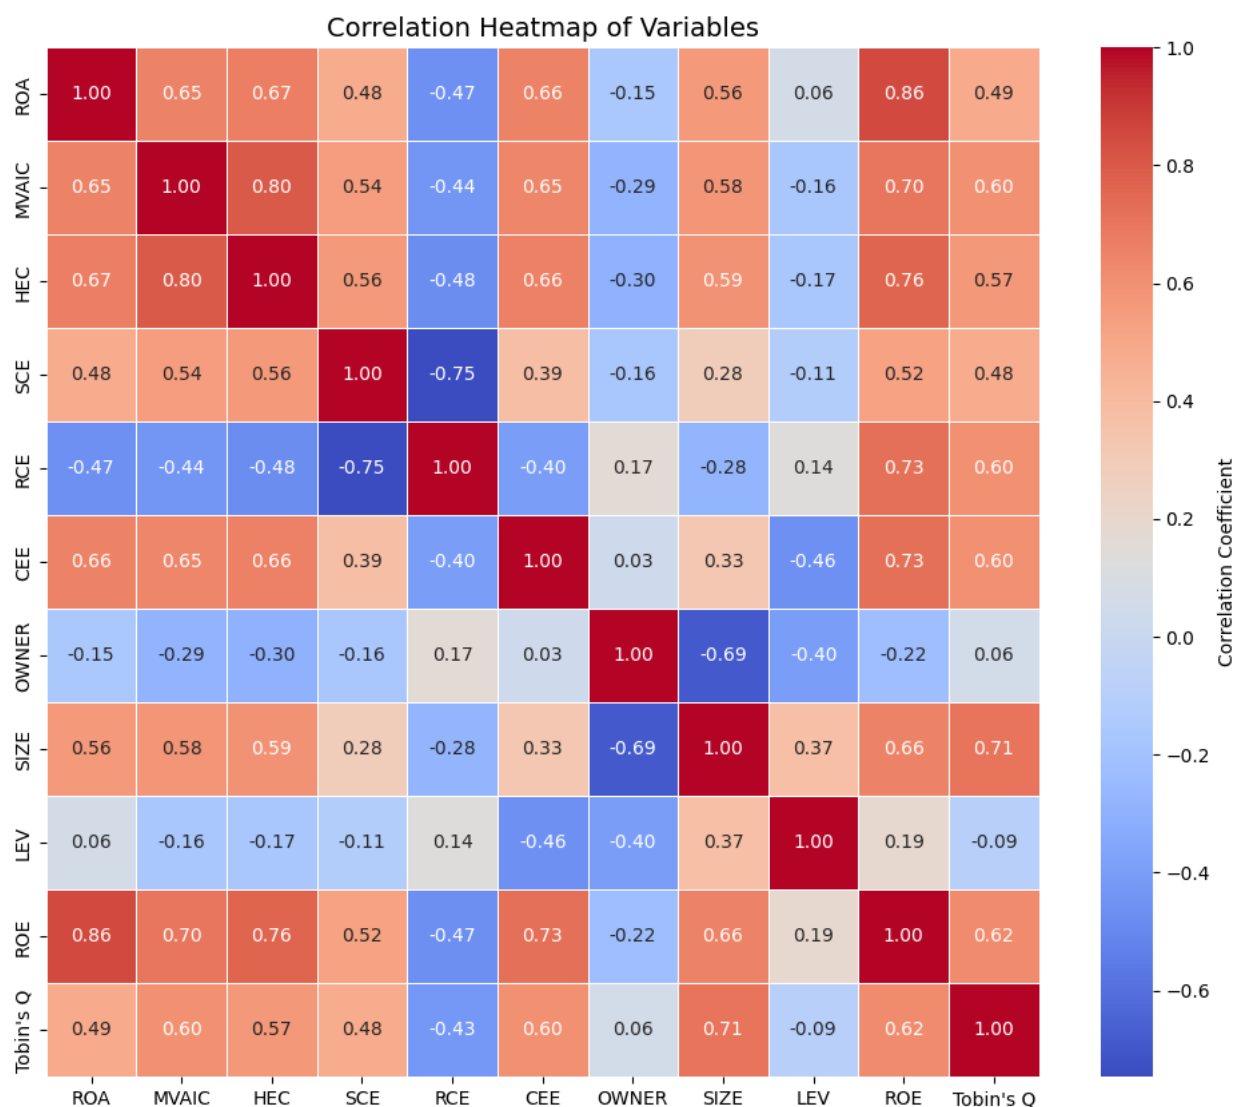 Correlation Heatmap of Variables
ROA 1.00 0.65 0.67 0.48 -0.47 0.66 -0.15 0.56 0.06 0.86 0.49
MVAIC 0.65 1.00 0.80 0.54 -0.44 0.65 -0.29 0.58 -0.16 0.70 0.60
HEC 0.67 0.80 1.00 0.56 -0.48 0.66 -0.30 0.59 -0.17 0.76 0.57
SCE 0.48 0.54 0.56 1.00 -0.75 0.39 -0.16 0.28 -0.11 0.52 0.48
RCE -0.47 -0.44 -0.48 -0.75 1.00 -0.40 0.17 -0.28 0.14 0.73 0.60
CEE 0.66 0.65 0.66 0.39 -0.40 1.00 0.03 0.33 -0.46 0.73 0.60
OWNER -0.15 -0.29 -0.30 -0.16 0.17 0.03 1.00 -0.69 -0.40 -0.22 0.06
SIZE 0.56 0.58 0.59 0.28 -0.28 0.33 -0.69 1.00 0.37 0.66 0.71
LEV 0.06 -0.16 -0.17 -0.11 0.14 -0.46 -0.40 0.37 1.00 0.19 -0.09
ROE 0.86 0.70 0.76 0.52 -0.47 0.73 -0.22 0.66 0.19 1.00 0.62
Tobin's Q 0.49 0.60 0.57 0.48 -0.43 0.60 0.06 0.71 -0.09 0.62 1.00
ROA MVAIC HEC SCE RCE CEE OWNER SIZE LEV ROE Tobin's Q
1.0
0.8
0.6
0.4
0.2
0.0
−0.2
−0.4
−0.6
Correlation Coefficient